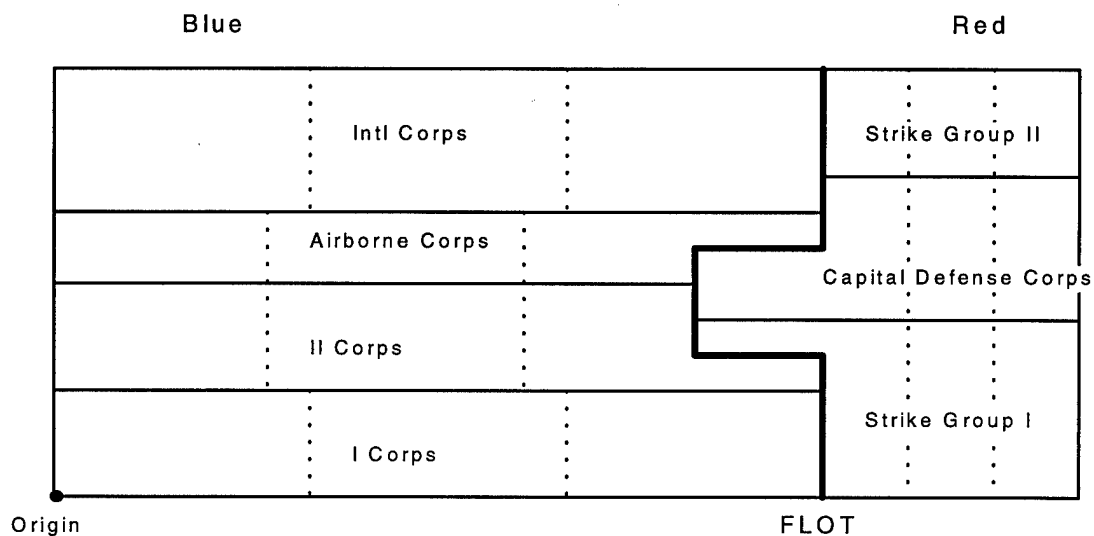 Blue
Red
Intl Corps
Strike Group II
Airborne Corps
Capital Defense Corps
II Corps
Strike Group I
I Corps
Origin
FLOT